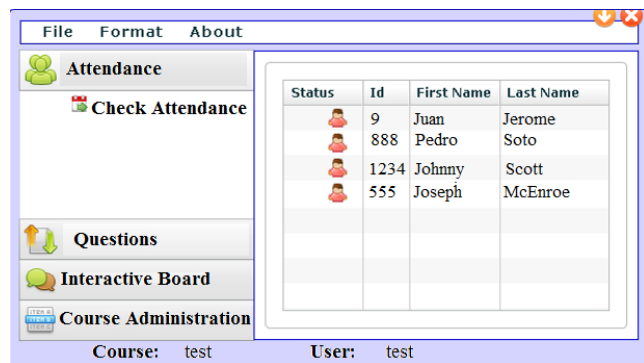 File Format About
Attendance
Check Attendance
Questions
Interactive Board
Course Administration
Status Id First Name Last Name
9 Juan Jerome
888 Pedro Soto
1234 Johnny Scott
555 Joseph McEnroe
Course: test User: test